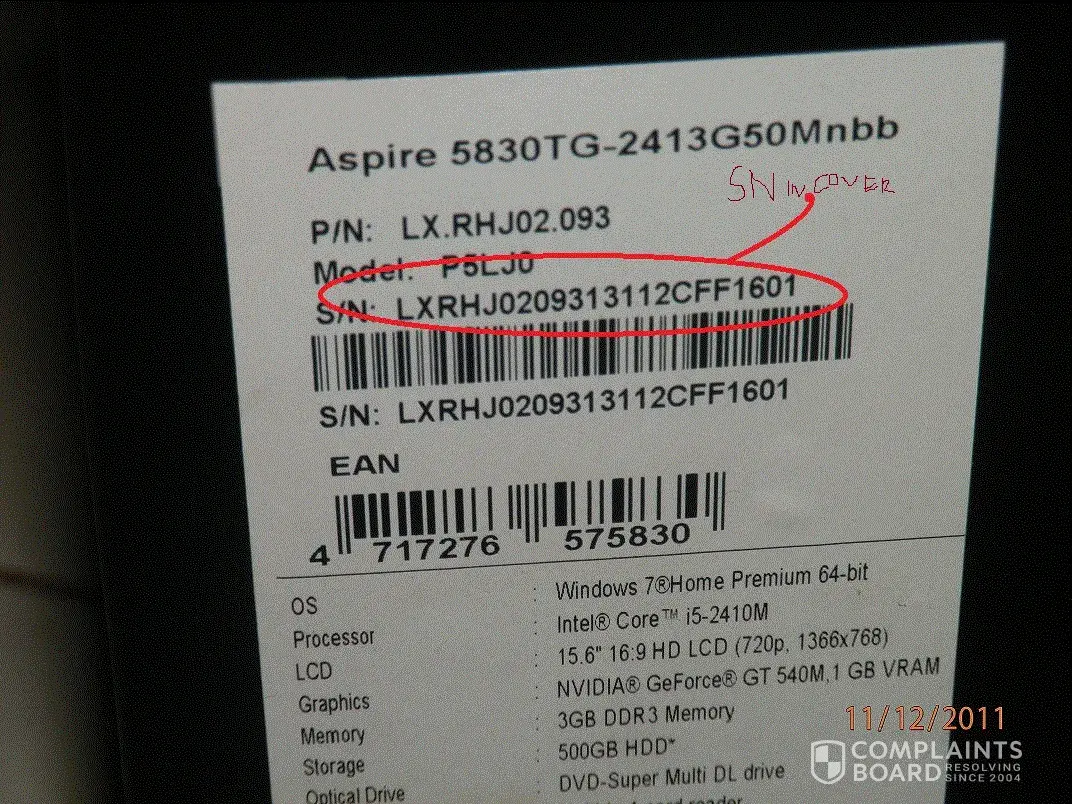 Aspire 5830TG-2413G50Mnbb
SN IN COVER
P/N: LX.RHJ02.093
Model: P5LJ0
S/N: LXRHJ0209313112CFF1601
S/N: LXRHJ0209313112CFF1601
EAN
4 717276 575830
OS : Windows 7®Home Premium 64-bit
Processor : Intel® Core™ i5-2410M
LCD : 15.6" 16:9 HD LCD (720p, 1366x768)
Graphics : NVIDIA® GeForce® GT 540M,1 GB VRAM
Memory : 3GB DDR3 Memory
Storage : 500GB HDD*
Optical Drive : DVD-Super Multi DL drive
reader
11/12/2011
COMPLAINTS
BOARD RESOLVING
SINCE 2004